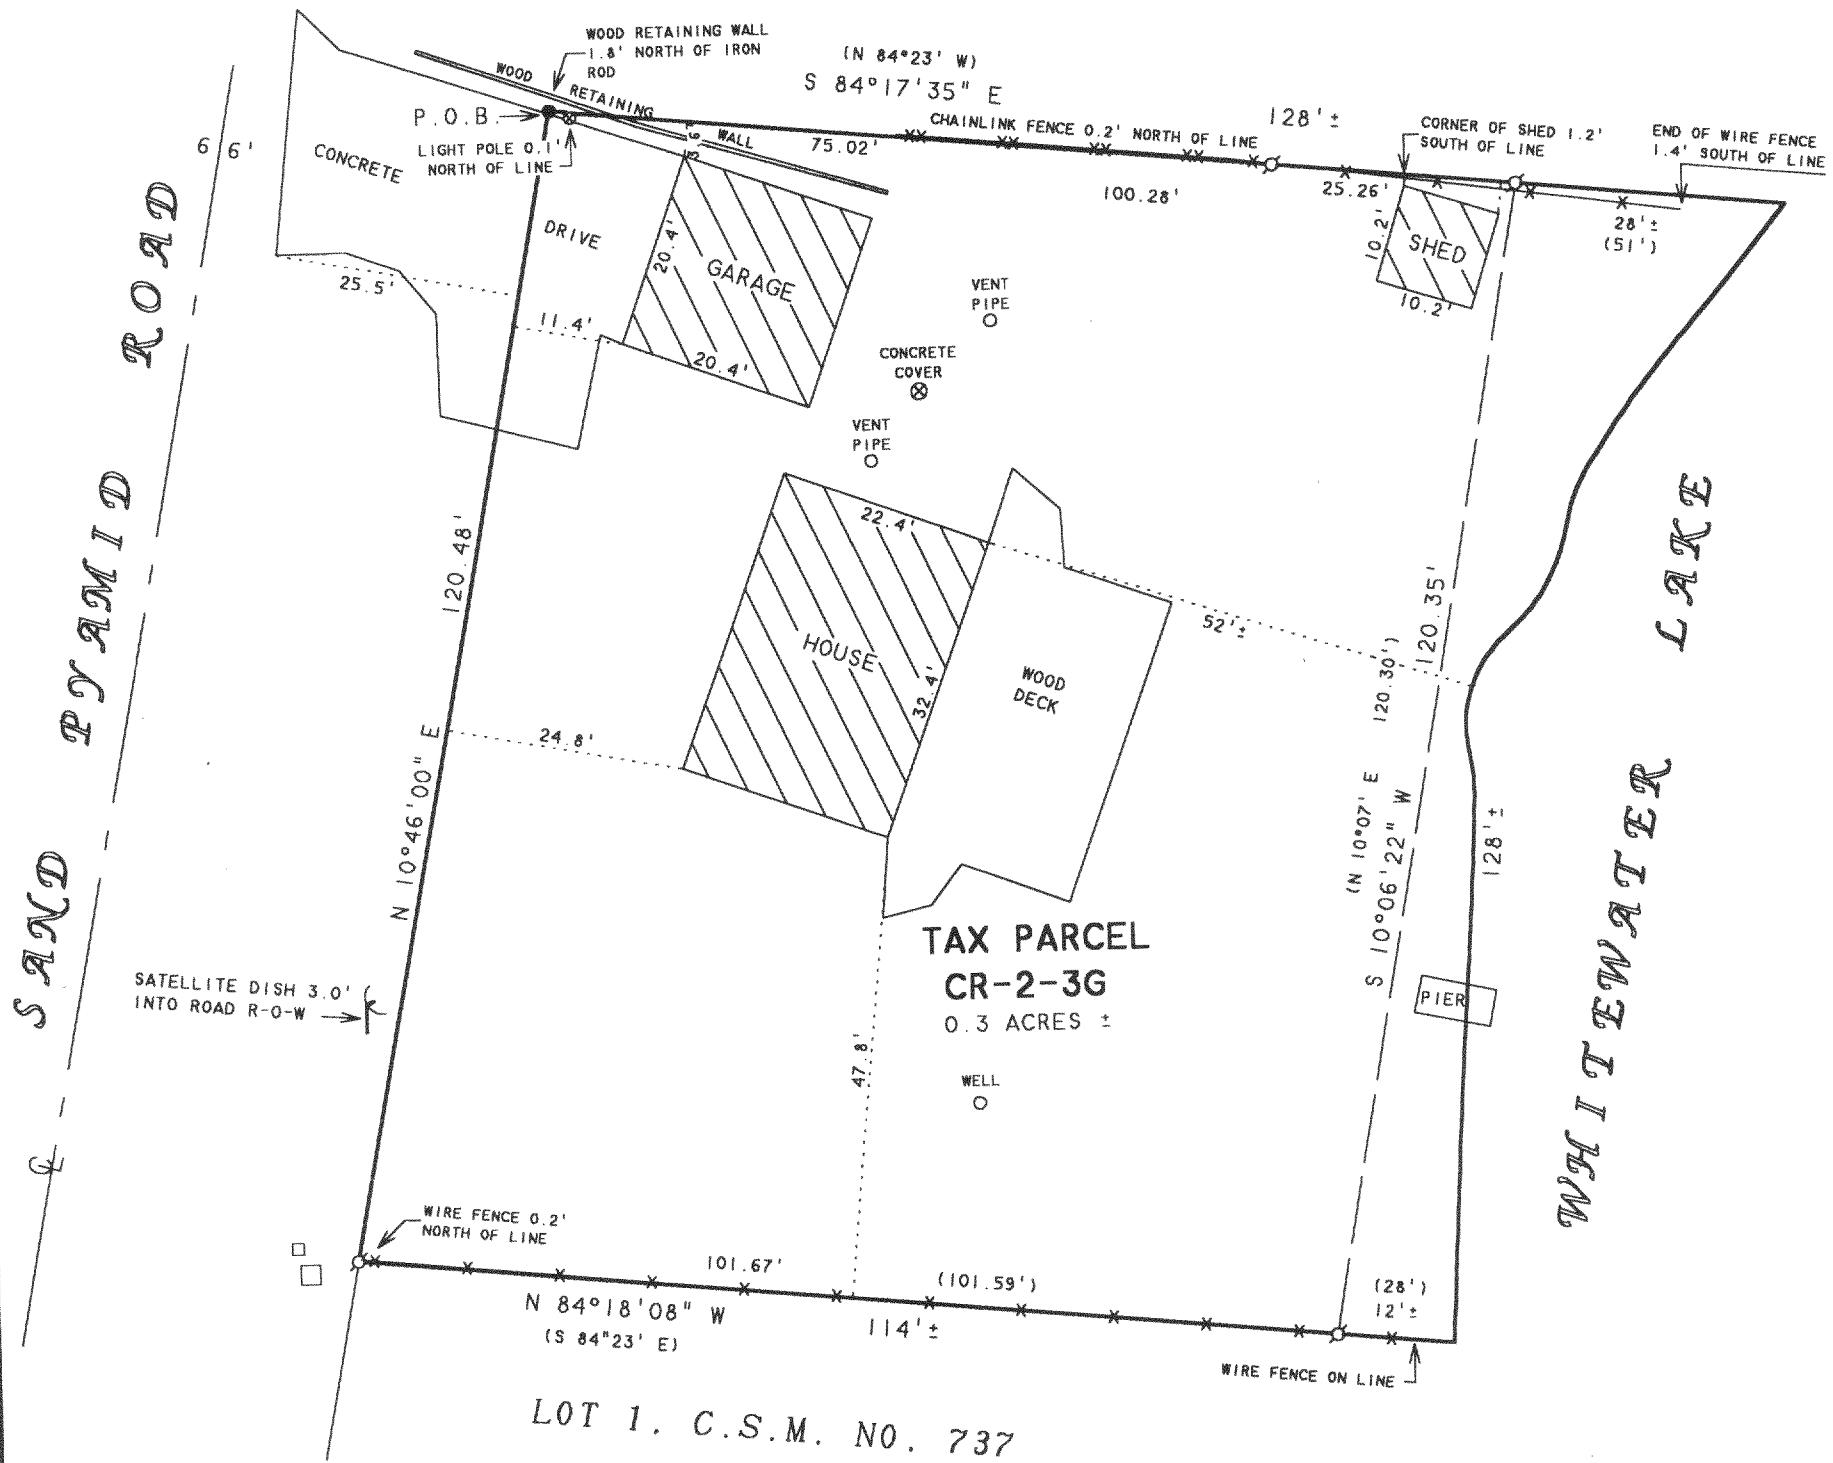 WOOD RETAINING WALL
1.8' NORTH OF IRON
ROD
(N 84°23' W)
S 84°17'35" E
128'±
WOOD
RETAINING
WALL
P.O.B.
LIGHT POLE 0.1'
NORTH OF LINE
3.9'
75.02'
CHAINLINK FENCE 0.2' NORTH OF LINE
100.28'
25.26'
CORNER OF SHED 1.2'
SOUTH OF LINE
END OF WIRE FENCE
1.4' SOUTH OF LINE
28'±
(51')
66'
CONCRETE
DRIVE
25.5'
11.4'
20.4'
GARAGE
20.4'
10.2'
SHED
10.2'
VENT
PIPE
CONCRETE
COVER
VENT
PIPE
SAND PYAMID ROAD
120.48'
N 10°46'00" E
22.4'
HOUSE
32.4'
WOOD
DECK
24.8'
52'±
120.35'
S 10°06'22" W
(N 10°07' E 120.30')
128'±
WHITEWATER LAKE
TAX PARCEL
CR-2-3G
0.3 ACRES ±
PIER
SATELLITE DISH 3.0'
INTO ROAD R-O-W
47.8'
WELL
℄
WIRE FENCE 0.2'
NORTH OF LINE
101.67'
(101.59')
N 84°18'08" W
(S 84"23' E)
114'±
(28')
12'±
WIRE FENCE ON LINE
LOT 1. C.S.M. NO. 737